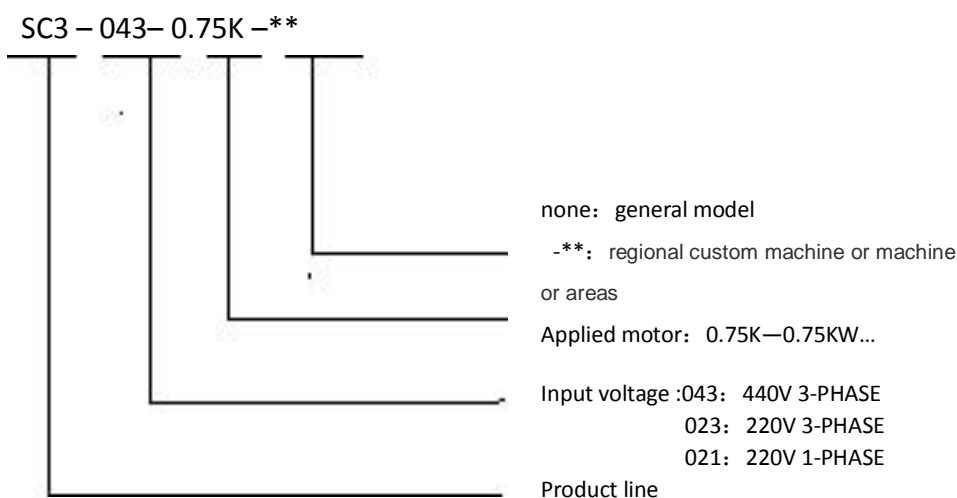 SC3 – 043– 0.75K –**
none：general model
-**：regional custom machine or machine
or areas
Applied motor：0.75K—0.75KW…
Input voltage :043：440V 3-PHASE
023：220V 3-PHASE
021：220V 1-PHASE
Product line